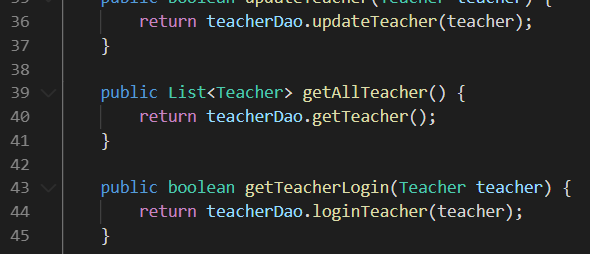 35 public boolean updateTeacher(Teacher teacher) {
36 return teacherDao.updateTeacher(teacher);
37 }
38
39 public List<Teacher> getAllTeacher() {
40 return teacherDao.getTeacher();
41 }
42
43 public boolean getTeacherLogin(Teacher teacher) {
44 return teacherDao.loginTeacher(teacher);
45 }